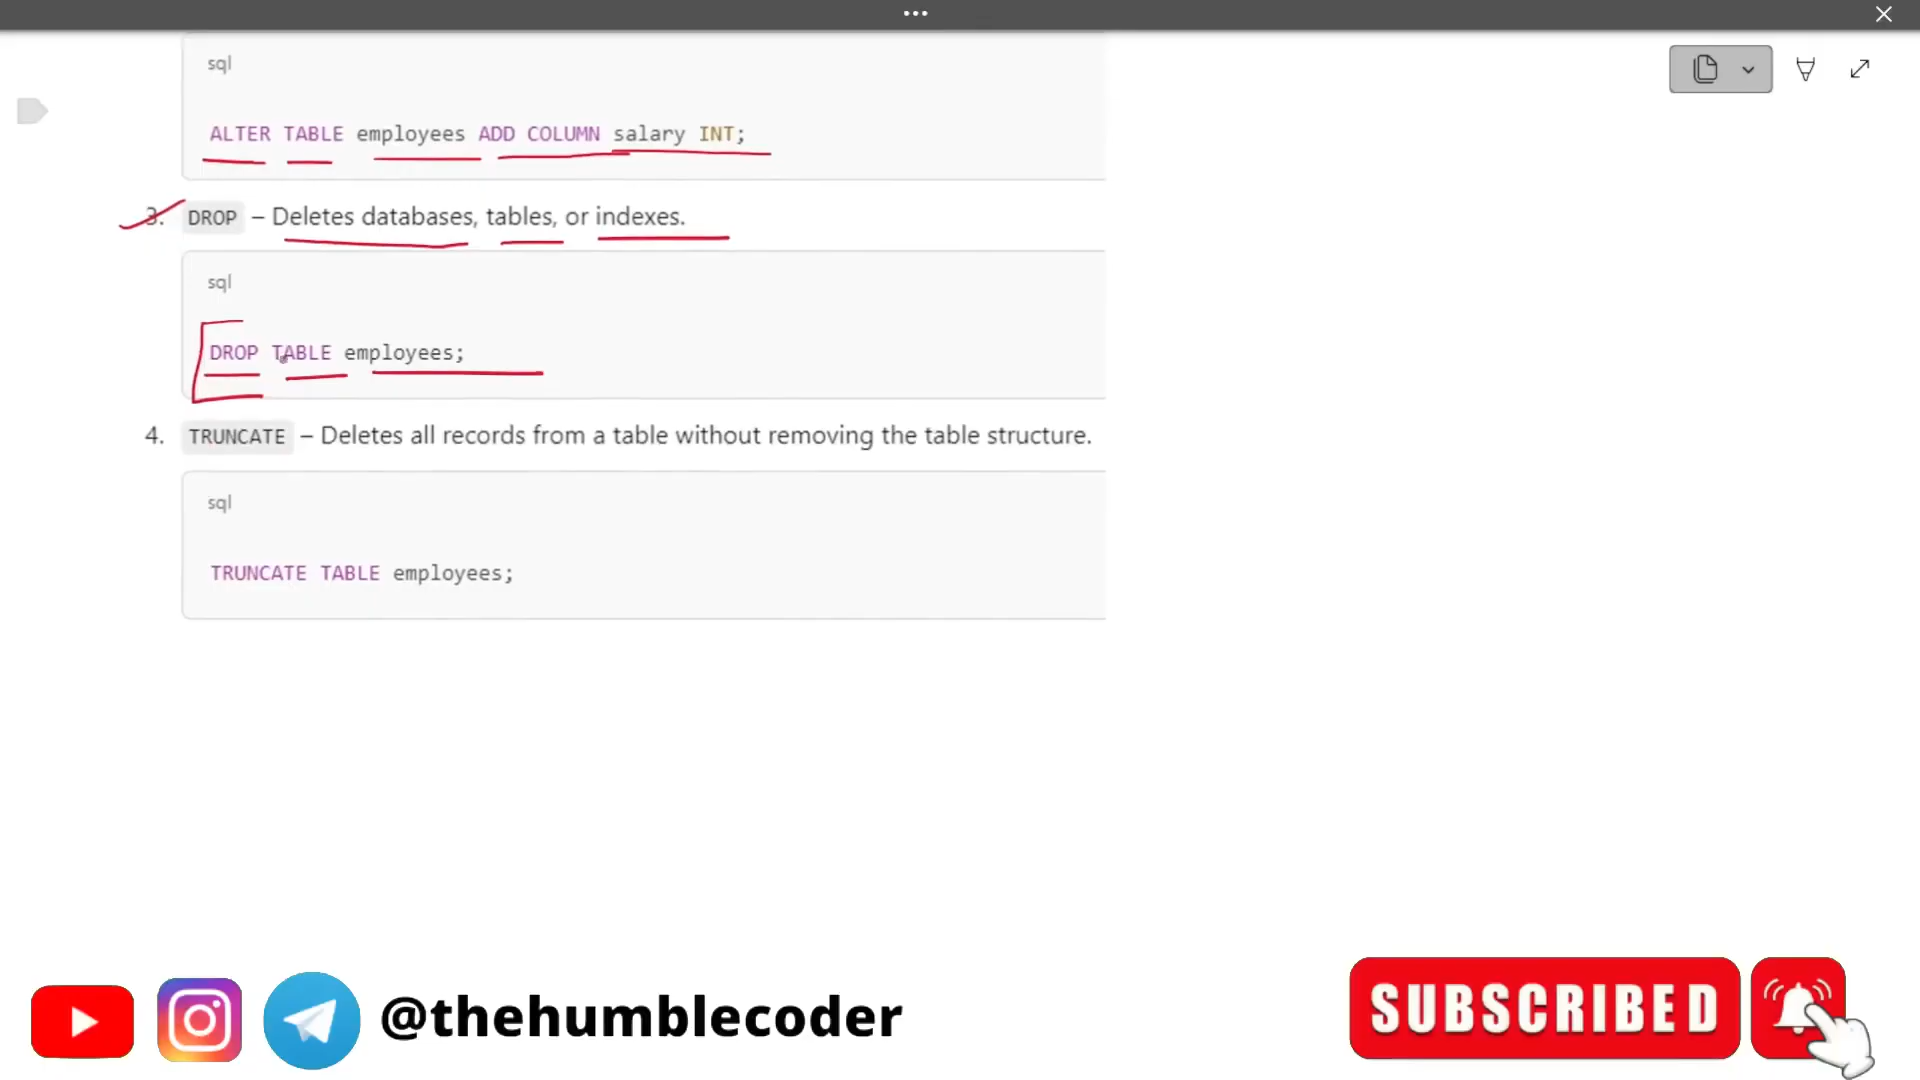 sql
ALTER TABLE employees ADD COLUMN salary INT;
3. DROP – Deletes databases, tables, or indexes.
sql
DROP TABLE employees;
4. TRUNCATE – Deletes all records from a table without removing the table structure.
sql
TRUNCATE TABLE employees;
@thehumblecoder
SUBSCRIBED